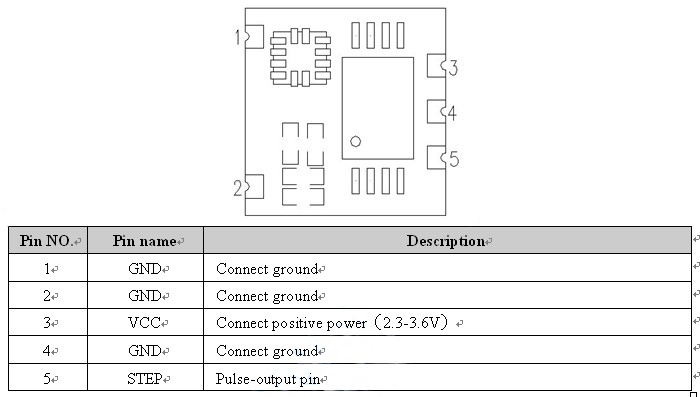 1
3
4
5
2
Pin NO. Pin name Description
1 GND Connect ground
2 GND Connect ground
3 VCC Connect positive power（2.3-3.6V）
4 GND Connect ground
5 STEP Pulse-output pin